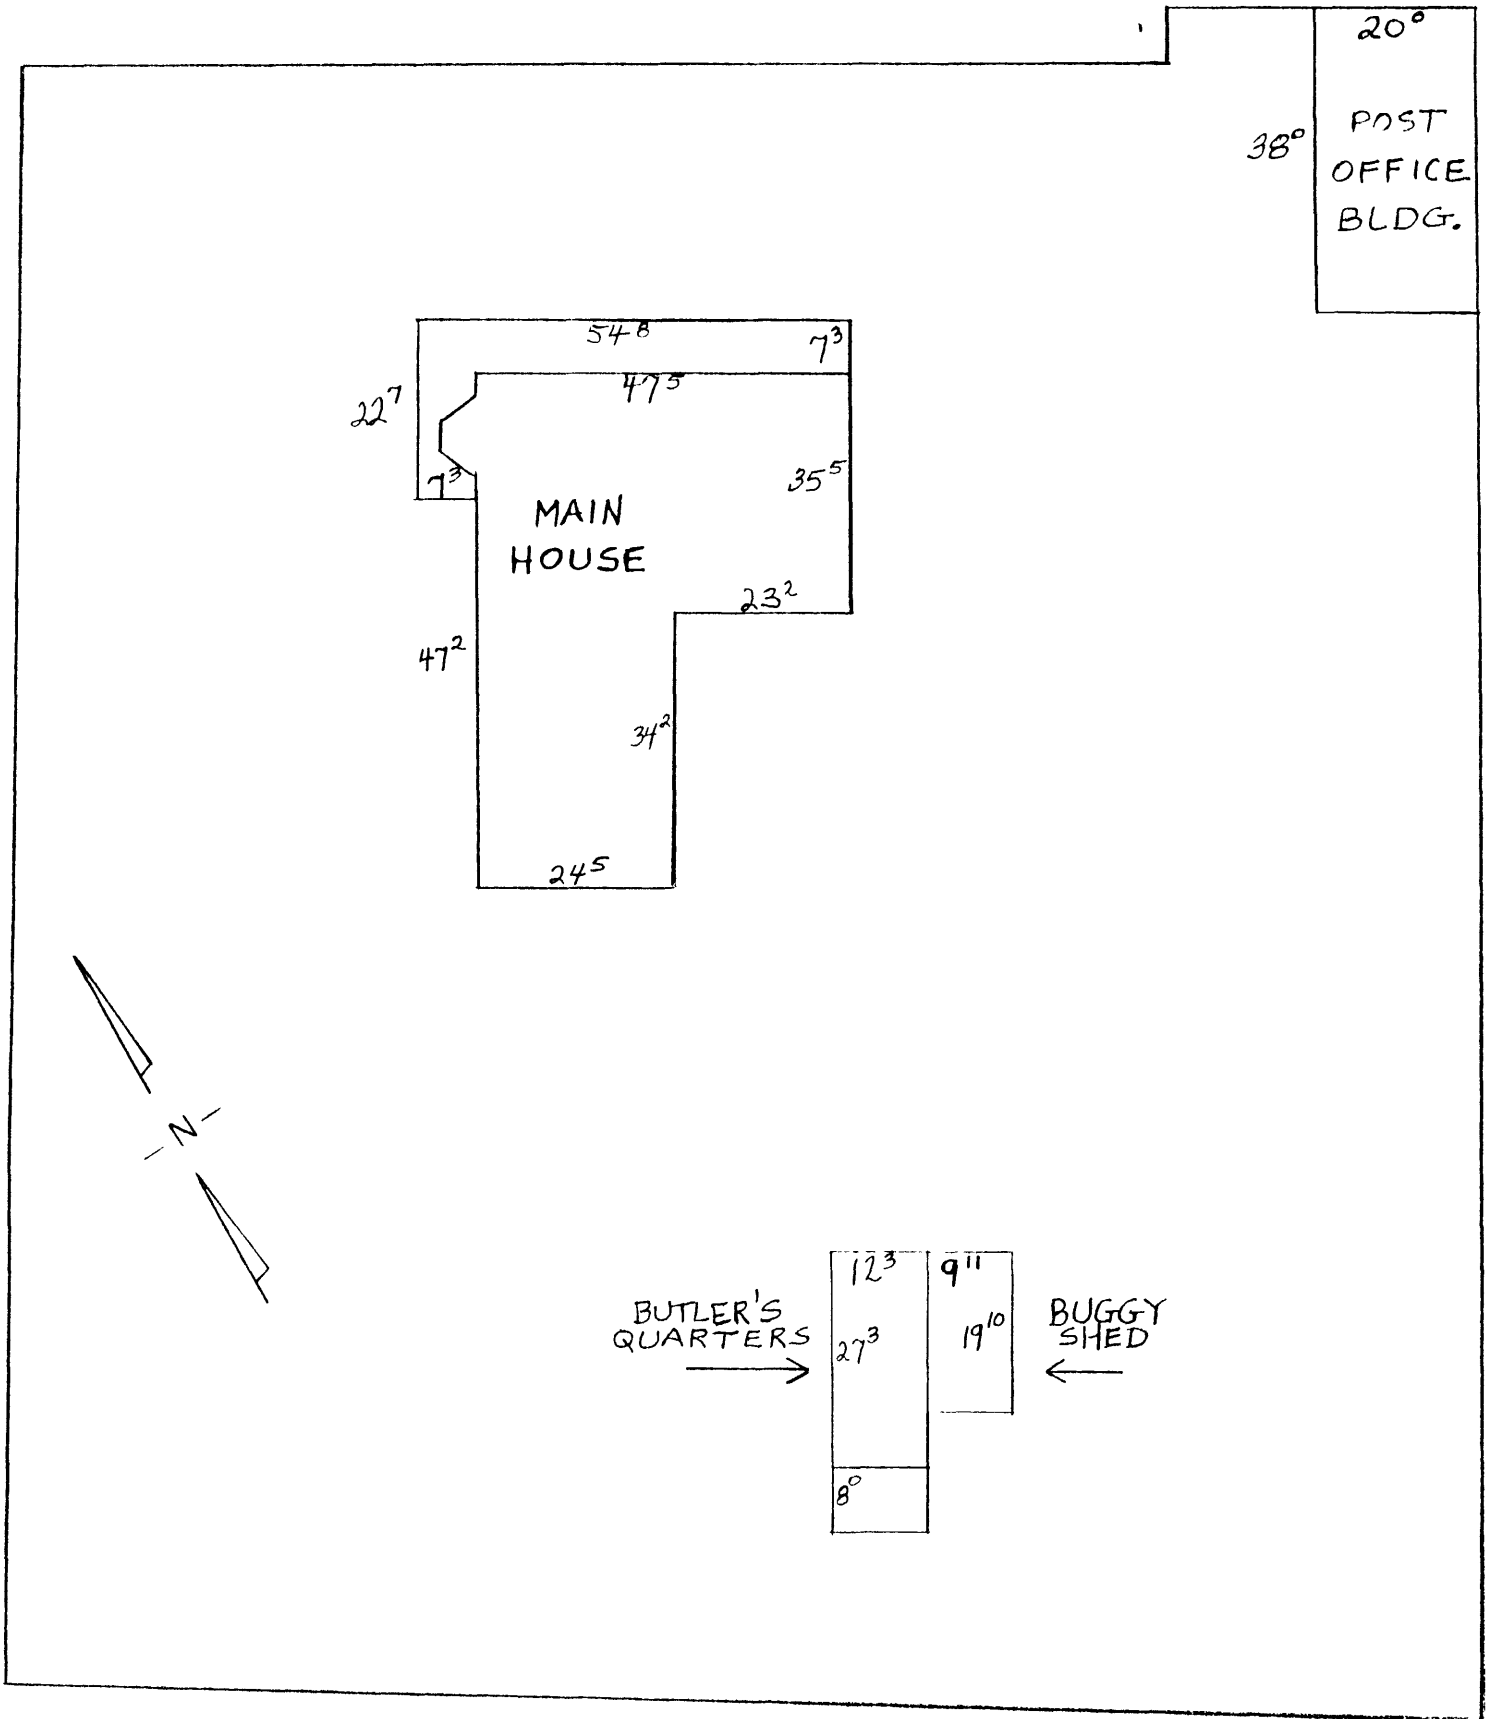 20⁰
POST
38⁰
OFFICE
BLDG.
54⁸
7³
47⁵
22⁷
35⁵
7³
MAIN
HOUSE
23²
47²
34²
24⁵
N
12³
9¹¹
BUTLER'S
QUARTERS
27³
19¹⁰
BUGGY
SHED
8⁰